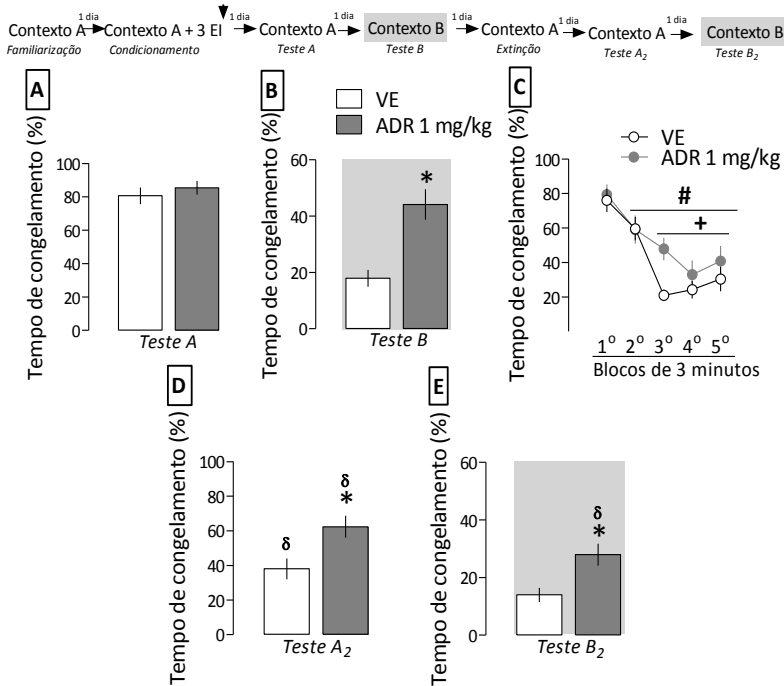 1 dia 1 dia 1 dia 1 dia 1 dia 1 dia 1 dia
Contexto A Contexto A + 3 EI Contexto A Contexto B Contexto A Contexto A Contexto B
Familiarização Condicionamento Teste A Teste B Extinção Teste A2 Teste B2
A
Tempo de congelamento (%)
100
80
60
40
20
0
Teste A
B
VE
ADR 1 mg/kg
Tempo de congelamento (%)
60
40
20
0
*
Teste B
C
VE
ADR 1 mg/kg
Tempo de congelamento (%)
80
60
40
20
#
+
1º 2º 3º 4º 5º
Blocos de 3 minutos
D
Tempo de congelamento (%)
100
80
60
40
20
0
δ
δ
*
Teste A2
E
Tempo de congelamento (%)
60
40
20
0
δ
*
Teste B2